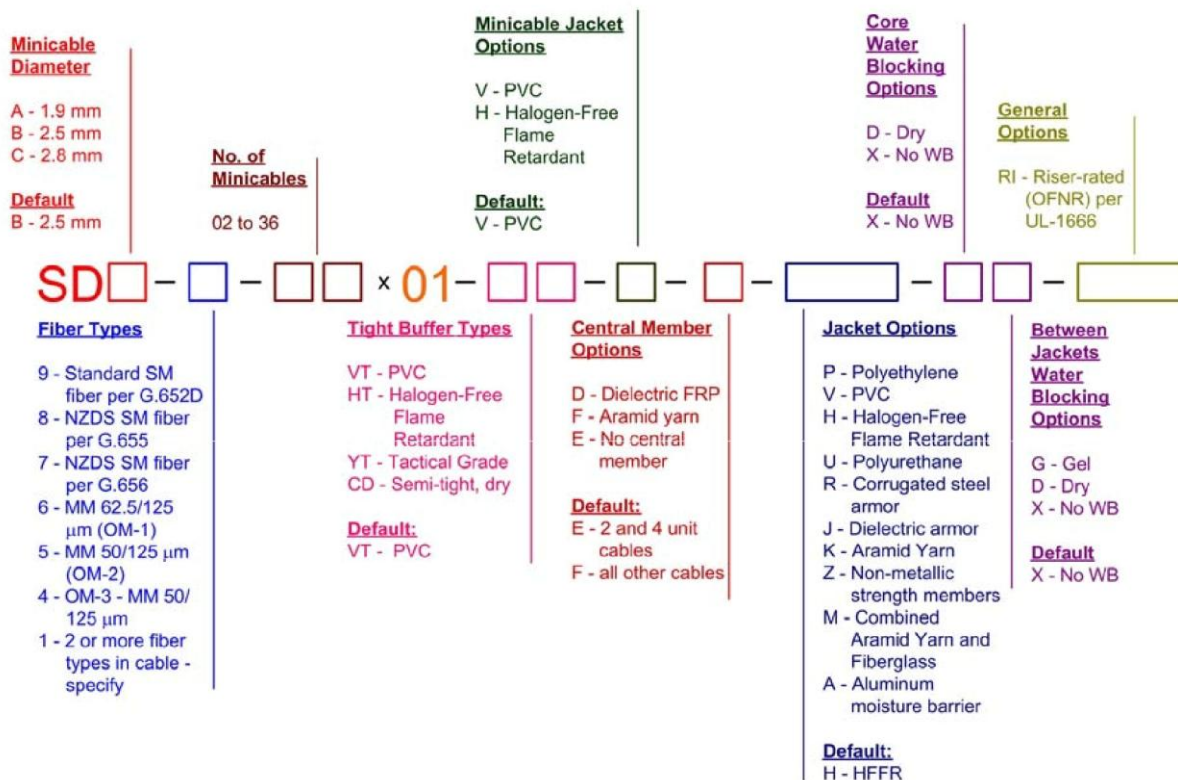 Minicable
Diameter
A - 1.9 mm
B - 2.5 mm
C - 2.8 mm
Default
B - 2.5 mm
No. of
Minicables
02 to 36
Minicable Jacket
Options
V - PVC
H - Halogen-Free
Flame
Retardant
Default:
V - PVC
Core
Water
Blocking
Options
D - Dry
X - No WB
Default
X - No WB
General
Options
RI - Riser-rated
(OFNR) per
UL-1666
SD□ – □ – □□ x 01 – □□ – □ – □ – □ – □□ – □
Fiber Types
9 - Standard SM
fiber per G.652D
8 - NZDS SM fiber
per G.655
7 - NZDS SM fiber
per G.656
6 - MM 62.5/125
µm (OM-1)
5 - MM 50/125 µm
(OM-2)
4 - OM-3 - MM 50/
125 µm
1 - 2 or more fiber
types in cable -
specify
Tight Buffer Types
VT - PVC
HT - Halogen-Free
Flame
Retardant
YT - Tactical Grade
CD - Semi-tight, dry
Default:
VT - PVC
Central Member
Options
D - Dielectric FRP
F - Aramid yarn
E - No central
member
Default:
E - 2 and 4 unit
cables
F - all other cables
Jacket Options
P - Polyethylene
V - PVC
H - Halogen-Free
Flame Retardant
U - Polyurethane
R - Corrugated steel
armor
J - Dielectric armor
K - Aramid Yarn
Z - Non-metallic
strength members
M - Combined
Aramid Yarn and
Fiberglass
A - Aluminum
moisture barrier
Default:
H - HFFR
Between
Jackets
Water
Blocking
Options
G - Gel
D - Dry
X - No WB
Default
X - No WB